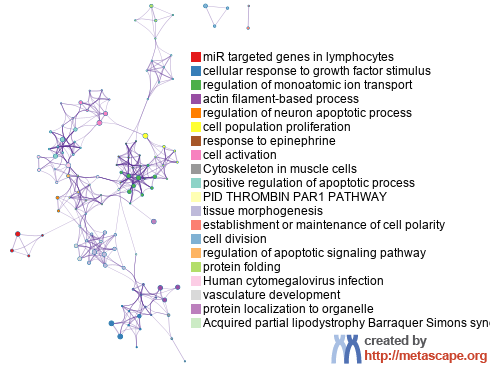 miR targeted genes in lymphocytes
cellular response to growth factor stimulus
regulation of monoatomic ion transport
actin filament-based process
regulation of neuron apoptotic process
cell population proliferation
response to epinephrine
cell activation
Cytoskeleton in muscle cells
positive regulation of apoptotic process
PID THROMBIN PAR1 PATHWAY
tissue morphogenesis
establishment or maintenance of cell polarity
cell division
regulation of apoptotic signaling pathway
protein folding
Human cytomegalovirus infection
vasculature development
protein localization to organelle
Acquired partial lipodystrophy Barraquer Simons syn
created by
http://metascape.org